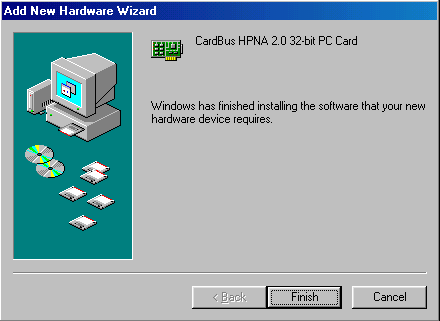 Add New Hardware Wizard
CardBus HPNA 2.0 32-bit PC Card
Windows has finished installing the software that your new
hardware device requires.
< Back
Finish
Cancel